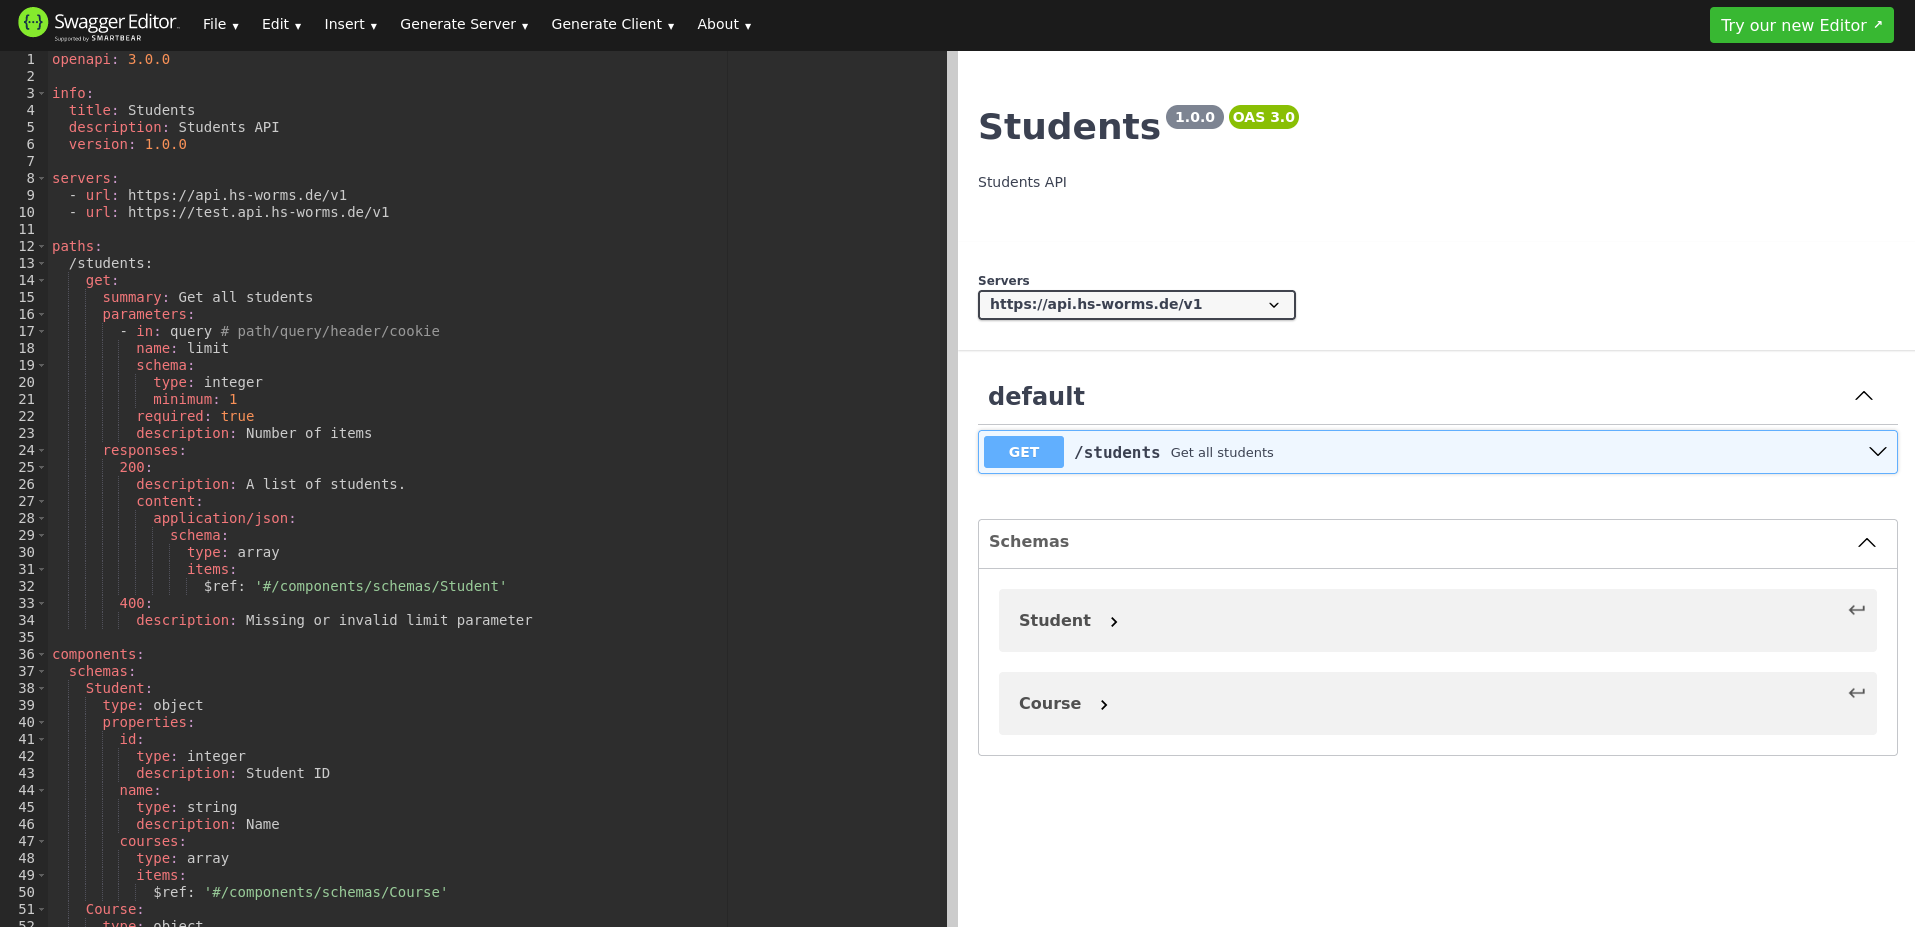 Swagger Editor
Supported by SMARTBEAR
File ▾ Edit ▾ Insert ▾ Generate Server ▾ Generate Client ▾ About ▾
Try our new Editor ↗
1 openapi: 3.0.0
2
3 info:
4   title: Students
5   description: Students API
6   version: 1.0.0
7
8 servers:
9   - url: https://api.hs-worms.de/v1
10   - url: https://test.api.hs-worms.de/v1
11
12 paths:
13   /students:
14     get:
15       summary: Get all students
16       parameters:
17         - in: query # path/query/header/cookie
18           name: limit
19           schema:
20             type: integer
21             minimum: 1
22           required: true
23           description: Number of items
24       responses:
25         200:
26           description: A list of students.
27           content:
28             application/json:
29               schema:
30                 type: array
31                 items:
32                   $ref: '#/components/schemas/Student'
33         400:
34           description: Missing or invalid limit parameter
35
36 components:
37   schemas:
38     Student:
39       type: object
40       properties:
41         id:
42           type: integer
43           description: Student ID
44         name:
45           type: string
46           description: Name
47         courses:
48           type: array
49           items:
50             $ref: '#/components/schemas/Course'
51     Course:
52       type: object
Students 1.0.0 OAS 3.0
Students API
Servers
https://api.hs-worms.de/v1
default
GET /students Get all students
Schemas
Student
Course